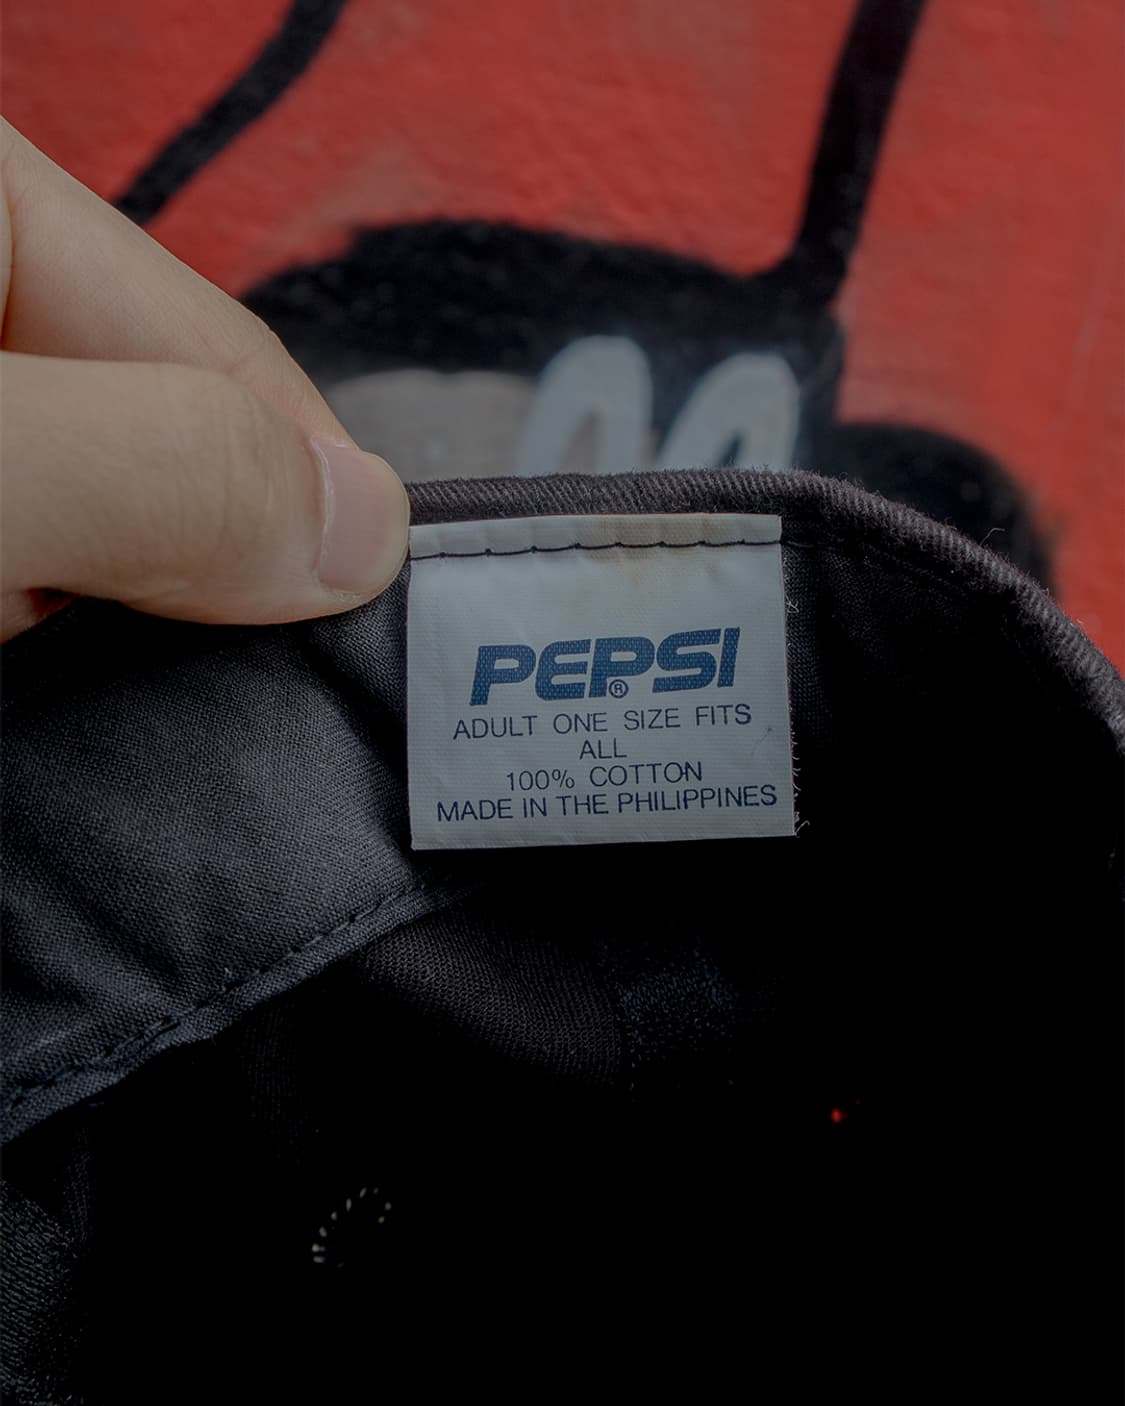 PEPSI®
ADULT ONE SIZE FITS
ALL
100% COTTON
MADE IN THE PHILIPPINES